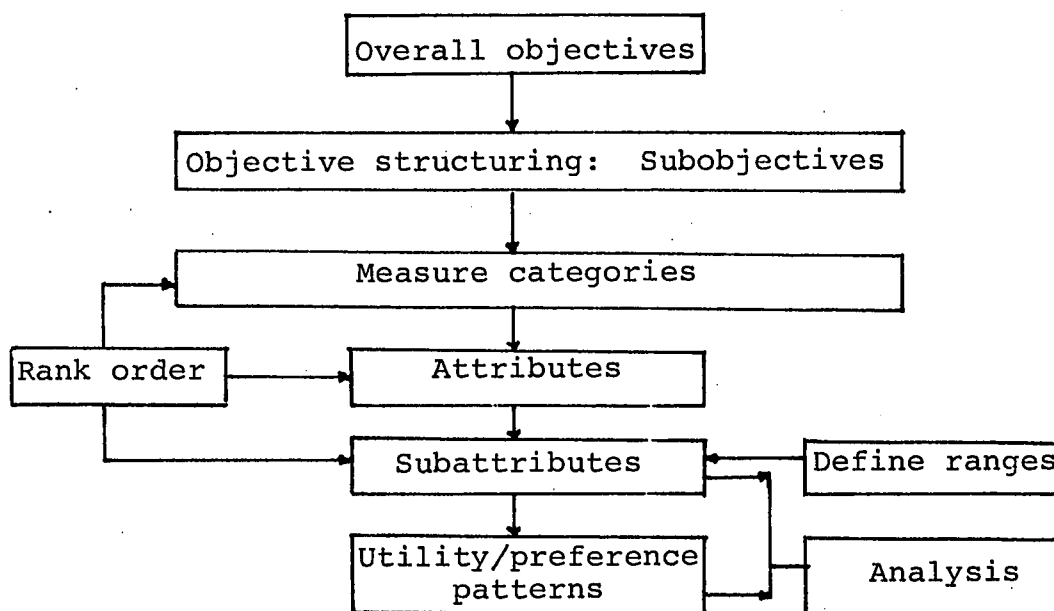 Overall objectives
Objective structuring: Subobjectives
Measure categories
Rank order
Attributes
Subattributes
Define ranges
Utility/preference
patterns
Analysis